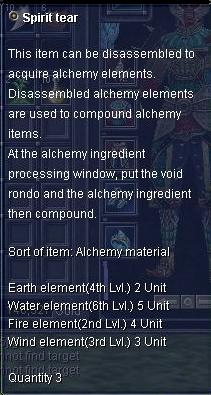 Spirit tear
This item can be disassembled to
acquire alchemy elements.
Disassembled alchemy elements
are used to compound alchemy
items.
At the alchemy ingredient
processing window, put the void
rondo and the alchemy ingredient
then compound.
Sort of item: Alchemy material
Earth element(4th Lvl.) 2 Unit
Water element(6th Lvl.) 5 Unit
Fire element(2nd Lvl.) 4 Unit
Wind element(3rd Lvl.) 3 Unit
not find target
Quantity 3
not find target